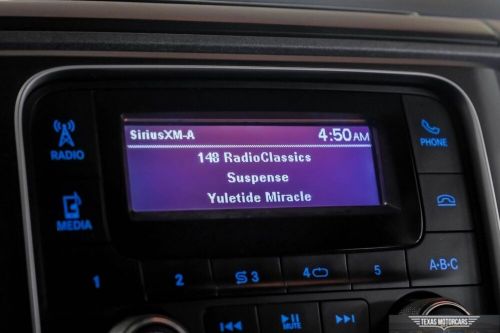 SiriusXM-A 4:50AM
148 RadioClassics
Suspense
Yuletide Miracle
RADIO
PHONE
MEDIA
1 2 3 4 5 A-B-C
MUTE
TEXAS MOTORCARS